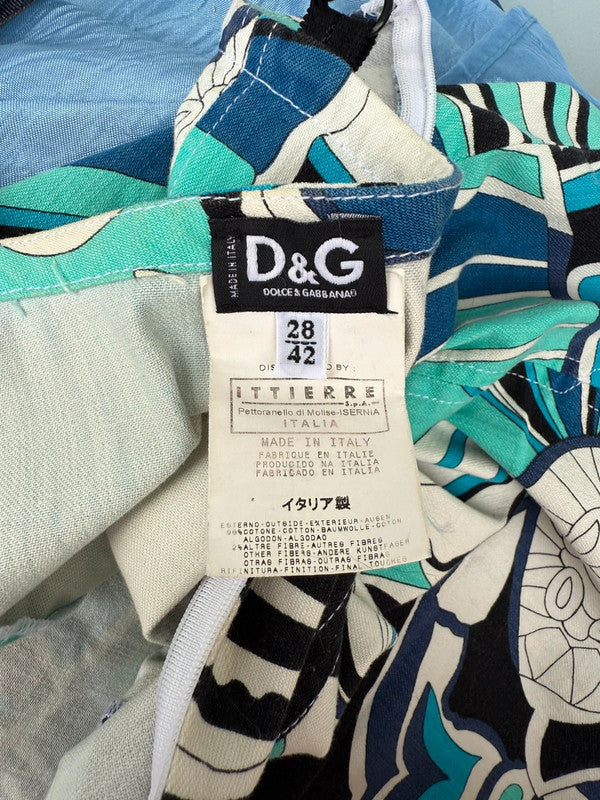 MADE IN ITALY
D&G
DOLCE & GABBANA
28
42
DISTRIBUTED BY :
ITTIERRE
S.p.A.
Pettoranello di Molise-ISERNIA
ITALIA
MADE IN ITALY
FABRIQUE EN ITALIE
PRODUCIDO NA ITALIA
FABRICADO EN ITALIA
イタリア製
ESTERNO-OUTSIDE-EXTERIEUR-AUSEN
98%COTONE-COTTON-BAUMWOLLE-COTON
ALGODON-ALGODAO
2%ALTRE FIBRE-AUTRES FIBRES
OTHER FIBERS-ANDERE KUNSTFASER
OTRAS FIBRAS-OUTRAS FIBRAS
RIFINITURA-FINITION-FINAL TOUCHES